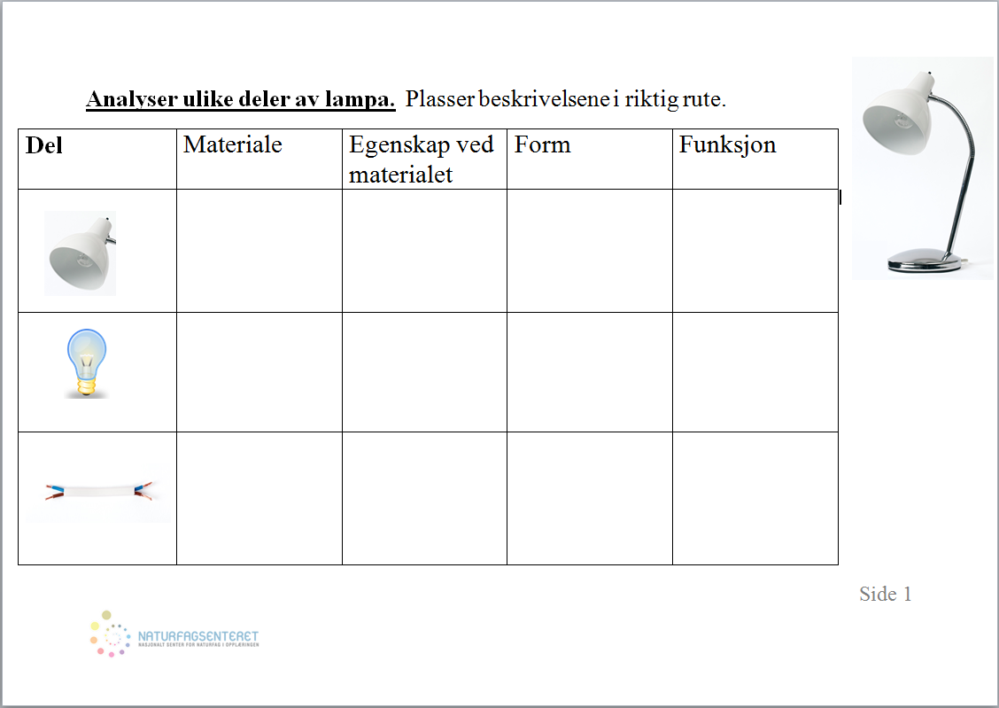 Analyser ulike deler av lampa. Plasser beskrivelsene i riktig rute.
Del Materiale Egenskap ved materialet Form Funksjon
Side 1
NATURFAGSENTERET
NASJONALT SENTER FOR NATURFAG I OPPLÆRINGEN